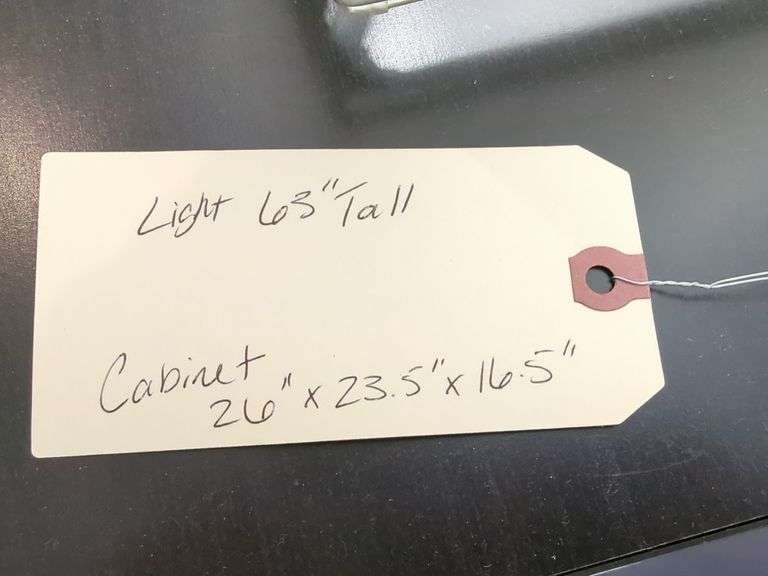 Light 63" Tall
Cabinet
26" x 23.5" x 16.5"